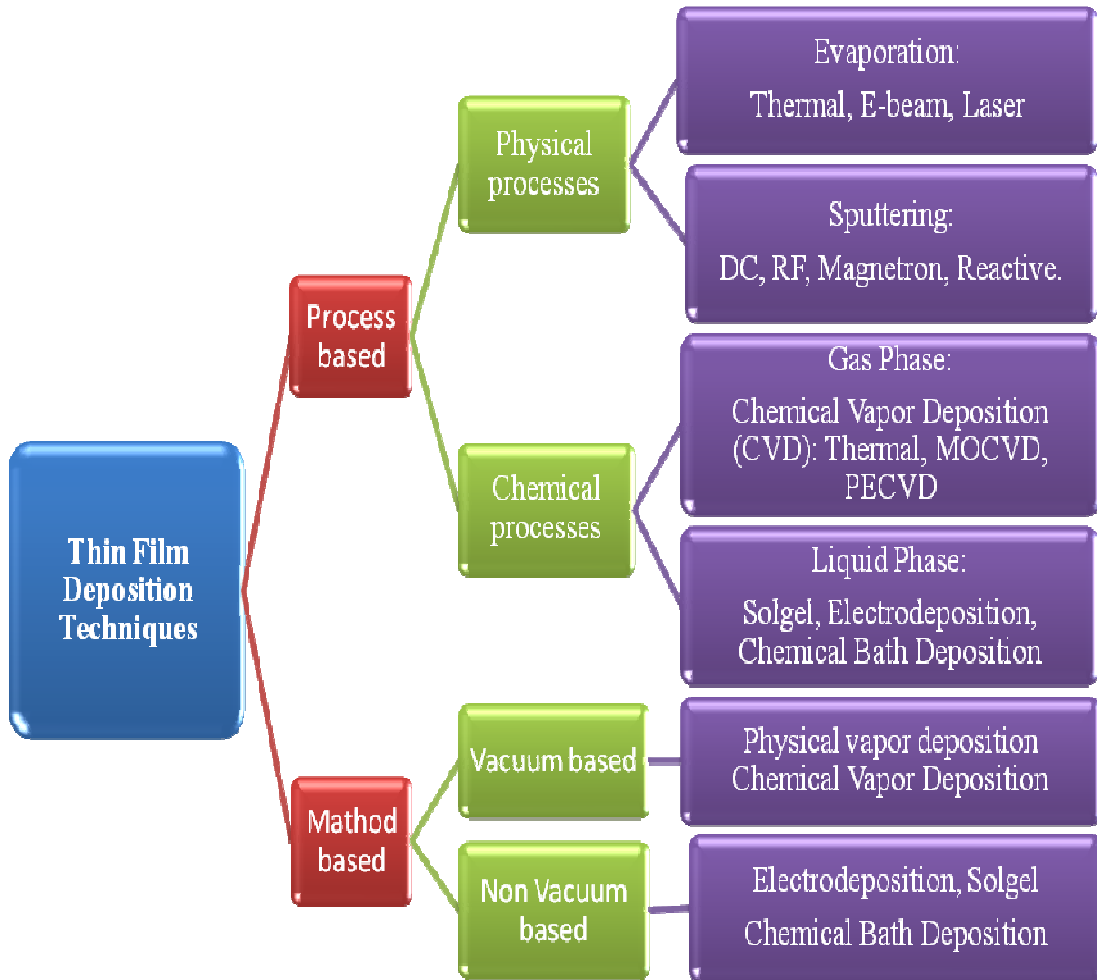 Thin Film
Deposition
Techniques
Process
based
Physical
processes
Evaporation:
Thermal, E-beam, Laser
Sputtering:
DC, RF, Magnetron, Reactive.
Chemical
processes
Gas Phase:
Chemical Vapor Deposition
(CVD): Thermal, MOCVD,
PECVD
Liquid Phase:
Solgel, Electrodeposition,
Chemical Bath Deposition
Mathod
based
Vacuum based
Physical vapor deposition
Chemical Vapor Deposition
Non Vacuum
based
Electrodeposition, Solgel
Chemical Bath Deposition